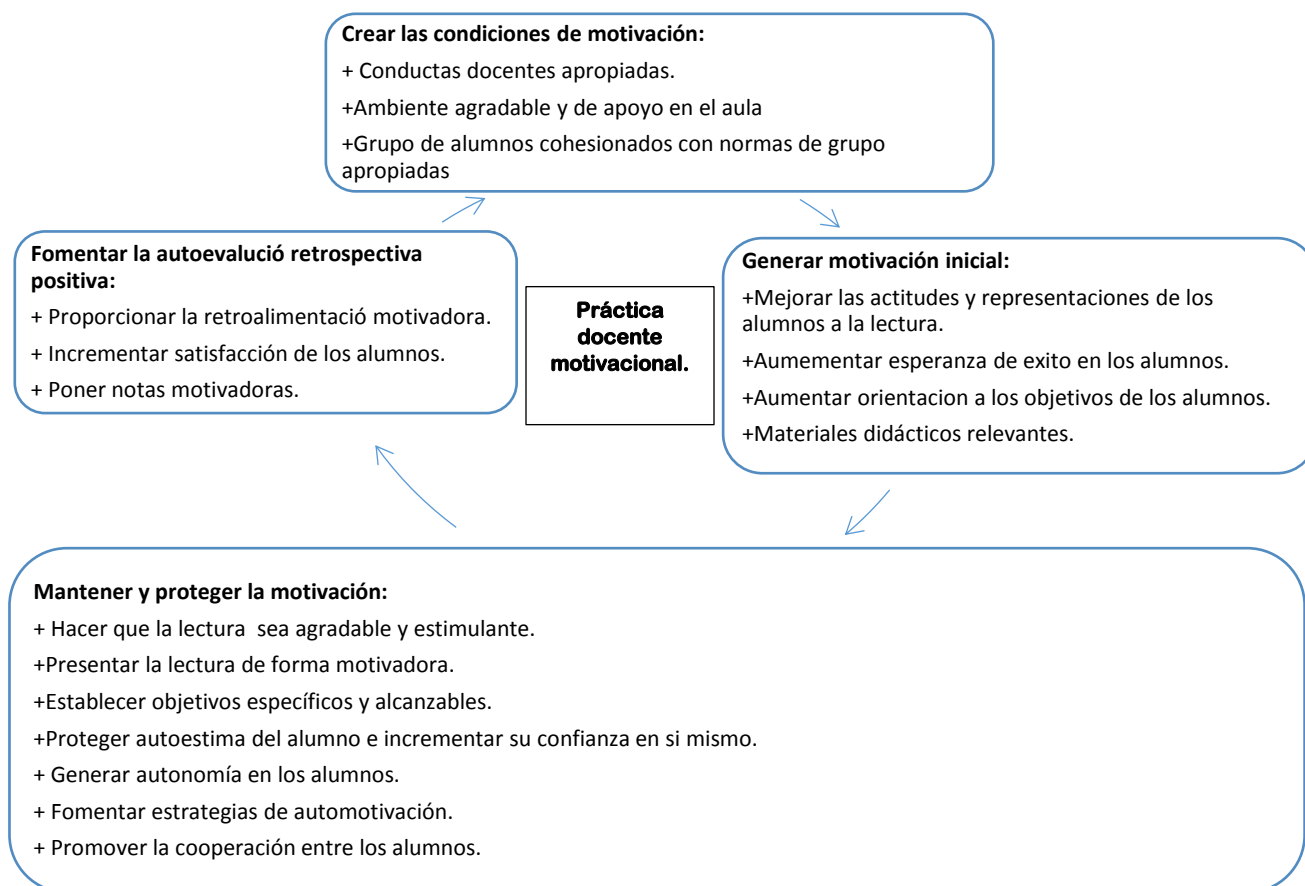 Crear las condiciones de motivación:
+ Conductas docentes apropiadas.
+Ambiente agradable y de apoyo en el aula
+Grupo de alumnos cohesionados con normas de grupo
apropiadas
Fomentar la autoevalució retrospectiva
positiva:
+ Proporcionar la retroalimentació motivadora.
+ Incrementar satisfacción de los alumnos.
+ Poner notas motivadoras.
Práctica
docente
motivacional.
Generar motivación inicial:
+Mejorar las actitudes y representaciones de los
alumnos a la lectura.
+Aumementar esperanza de exito en los alumnos.
+Aumentar orientacion a los objetivos de los alumnos.
+Materiales didácticos relevantes.
Mantener y proteger la motivación:
+ Hacer que la lectura  sea agradable y estimulante.
+Presentar la lectura de forma motivadora.
+Establecer objetivos específicos y alcanzables.
+Proteger autoestima del alumno e incrementar su confianza en si mismo.
+ Generar autonomía en los alumnos.
+ Fomentar estrategias de automotivación.
+ Promover la cooperación entre los alumnos.